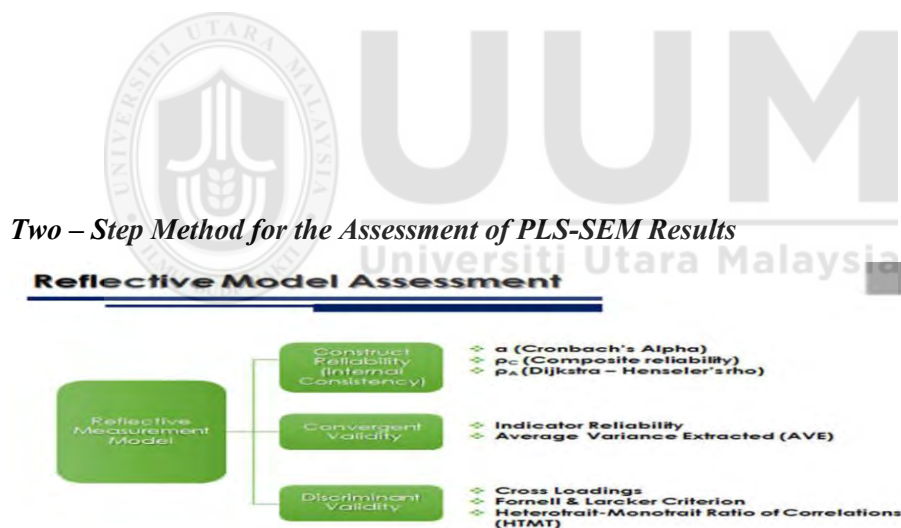 UNIVERSITI UTARA MALAYSIA
UUM
Two – Step Method for the Assessment of PLS-SEM Results
Universiti Utara Malaysia
Reflective Model Assessment
Construct
Reliability
(Internal
Consistency)
❖ α (Cronbach's Alpha)
❖ ρC (Composite reliability)
❖ ρA (Dijkstra – Henseler's rho)
Reflective
Measurement
Model
Convergent
Validity
❖ Indicator Reliability
❖ Average Variance Extracted (AVE)
Discriminant
Validity
❖ Cross Loadings
❖ Fornell & Larcker Criterion
❖ Heterotrait-Monotrait Ratio of Correlations
(HTMT)